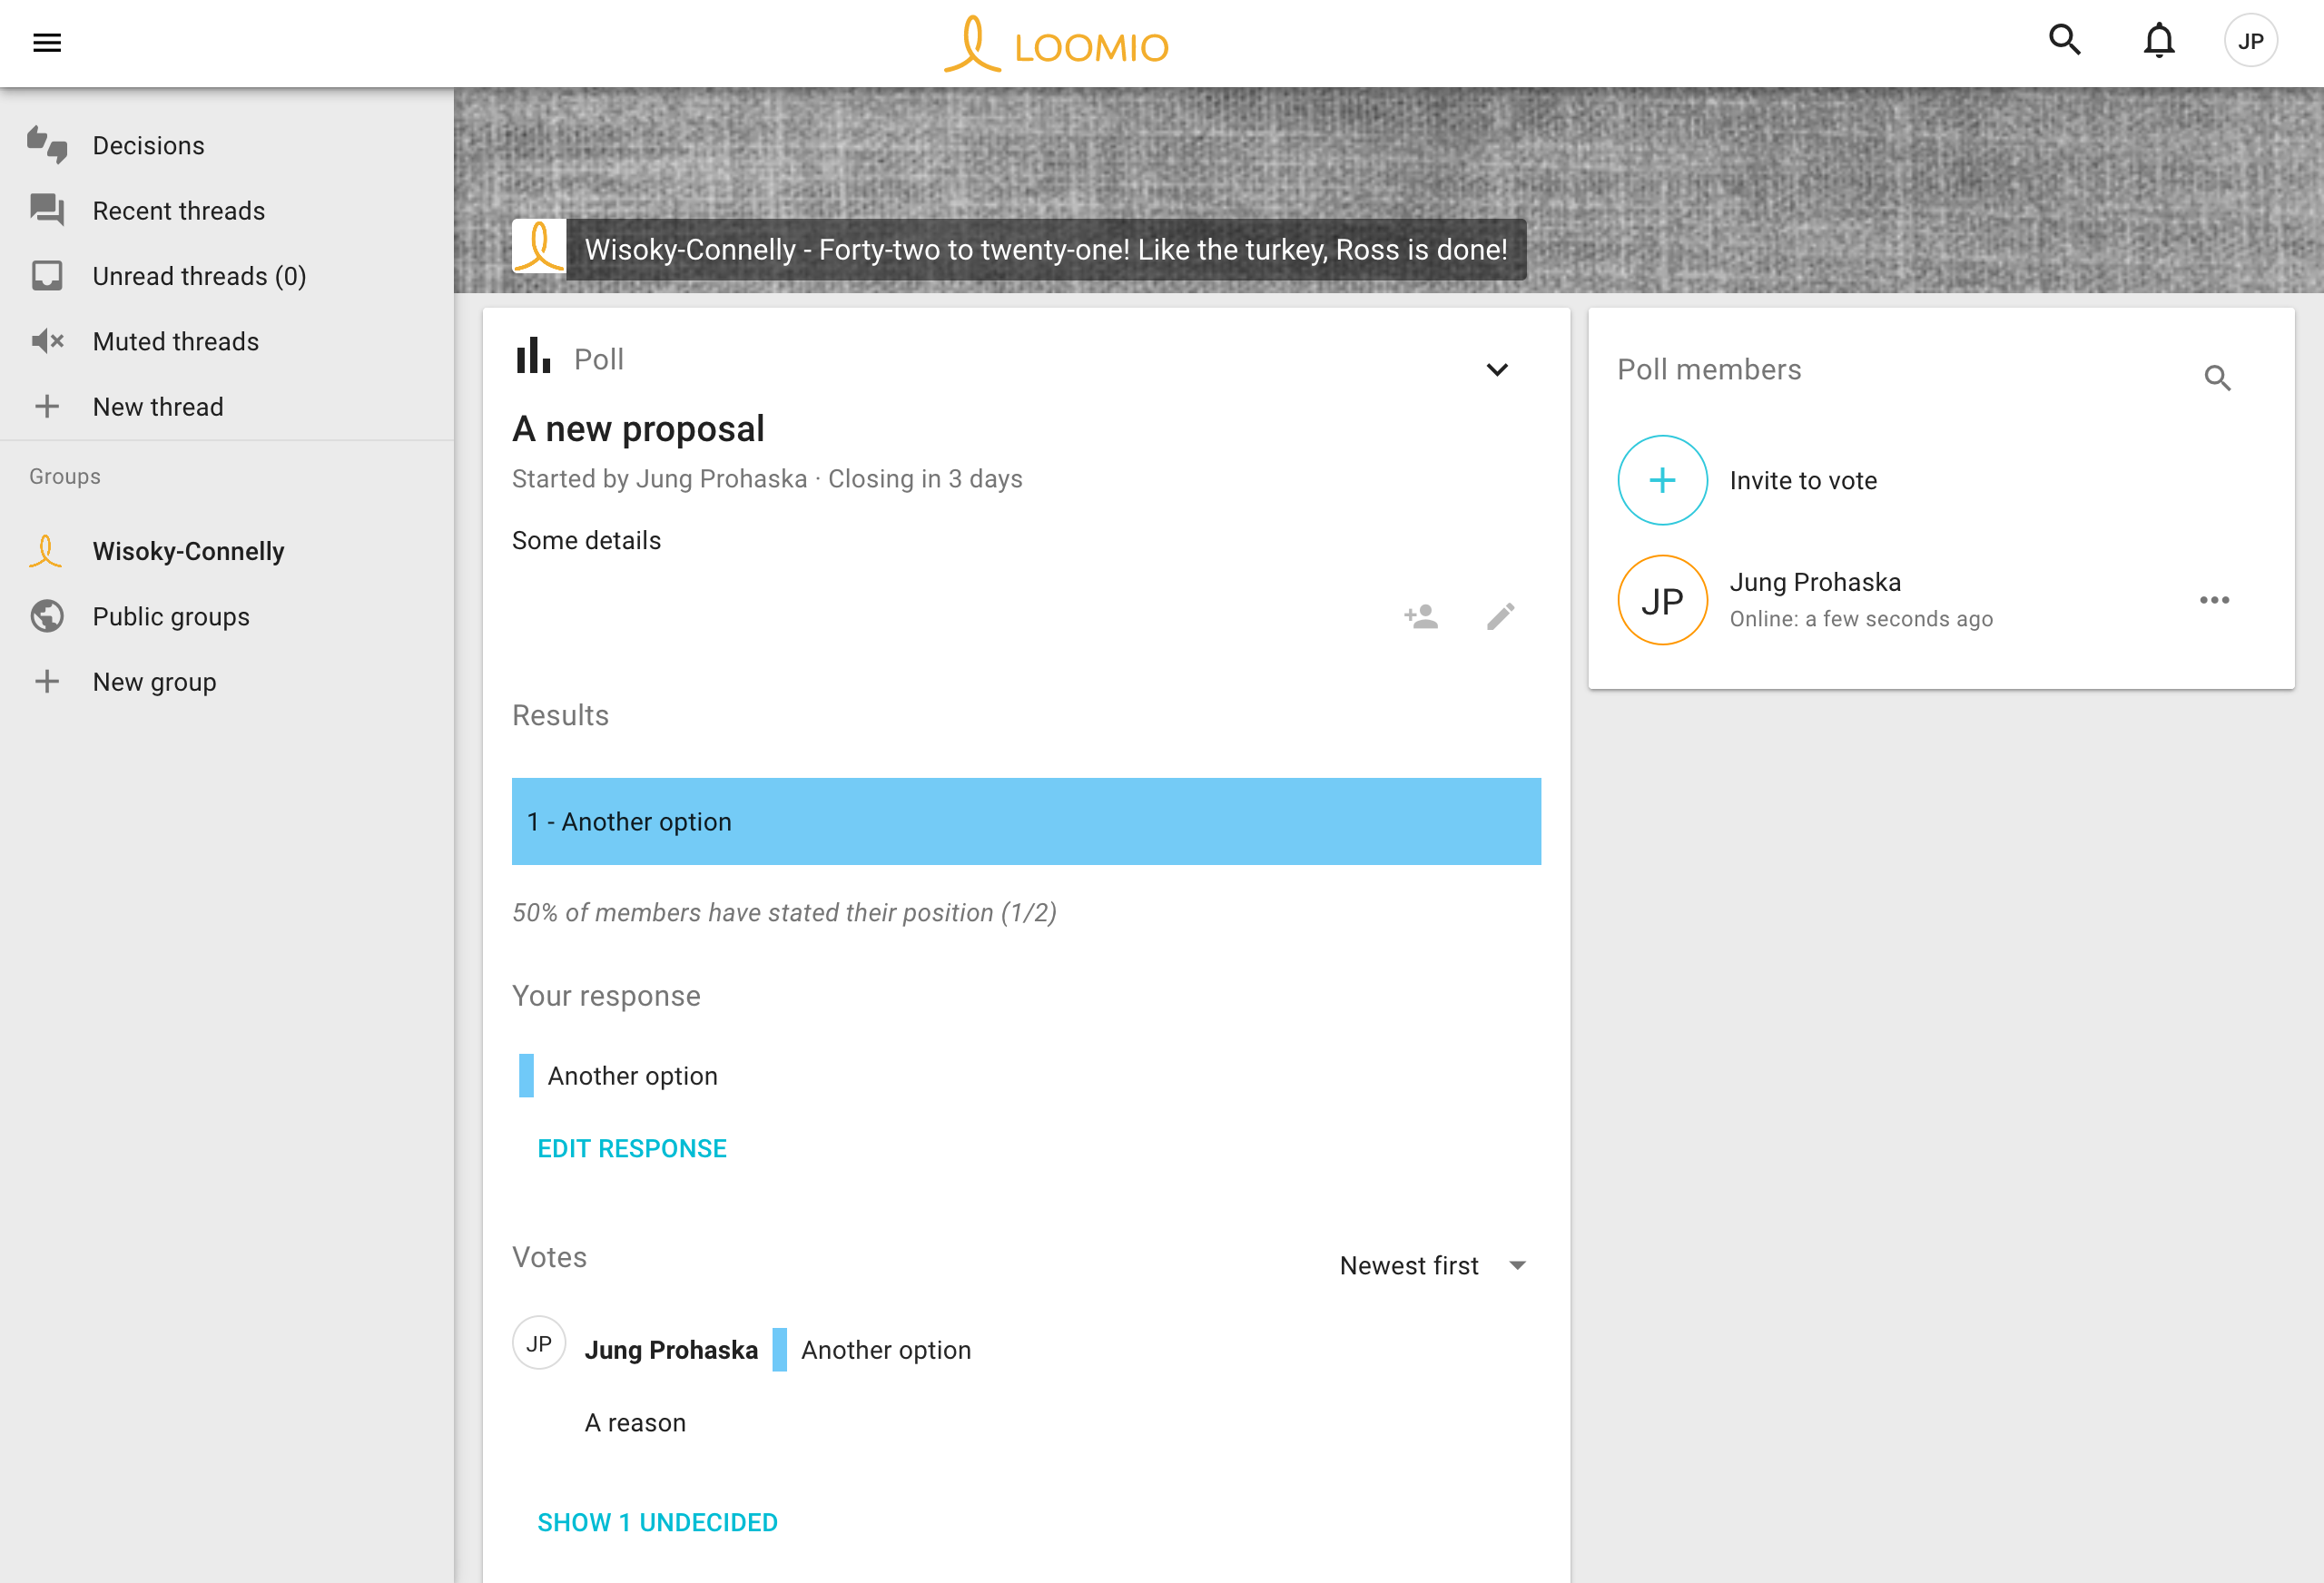 LOOMIO
JP
Decisions
Recent threads
Unread threads (0)
Muted threads
New thread
Groups
Wisoky-Connelly
Public groups
New group
Wisoky-Connelly - Forty-two to twenty-one! Like the turkey, Ross is done!
Poll
A new proposal
Started by Jung Prohaska · Closing in 3 days
Some details
Results
1 - Another option
50% of members have stated their position (1/2)
Your response
Another option
EDIT RESPONSE
Votes
Newest first
JP
Jung Prohaska Another option
A reason
SHOW 1 UNDECIDED
Poll members
Invite to vote
JP
Jung Prohaska
Online: a few seconds ago